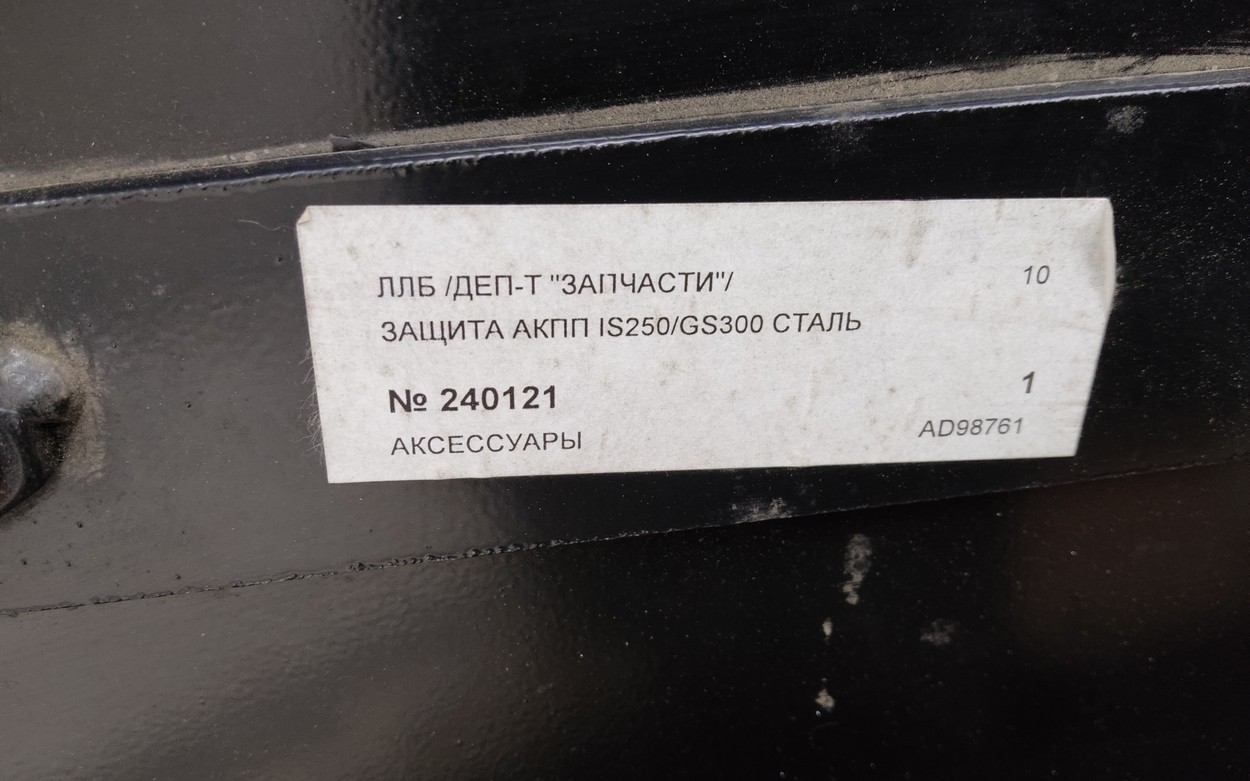 ЛЛБ /ДЕП-Т "ЗАПЧАСТИ"/ 10
ЗАЩИТА АКПП IS250/GS300 СТАЛЬ
№ 240121 1
АКСЕССУАРЫ AD98761